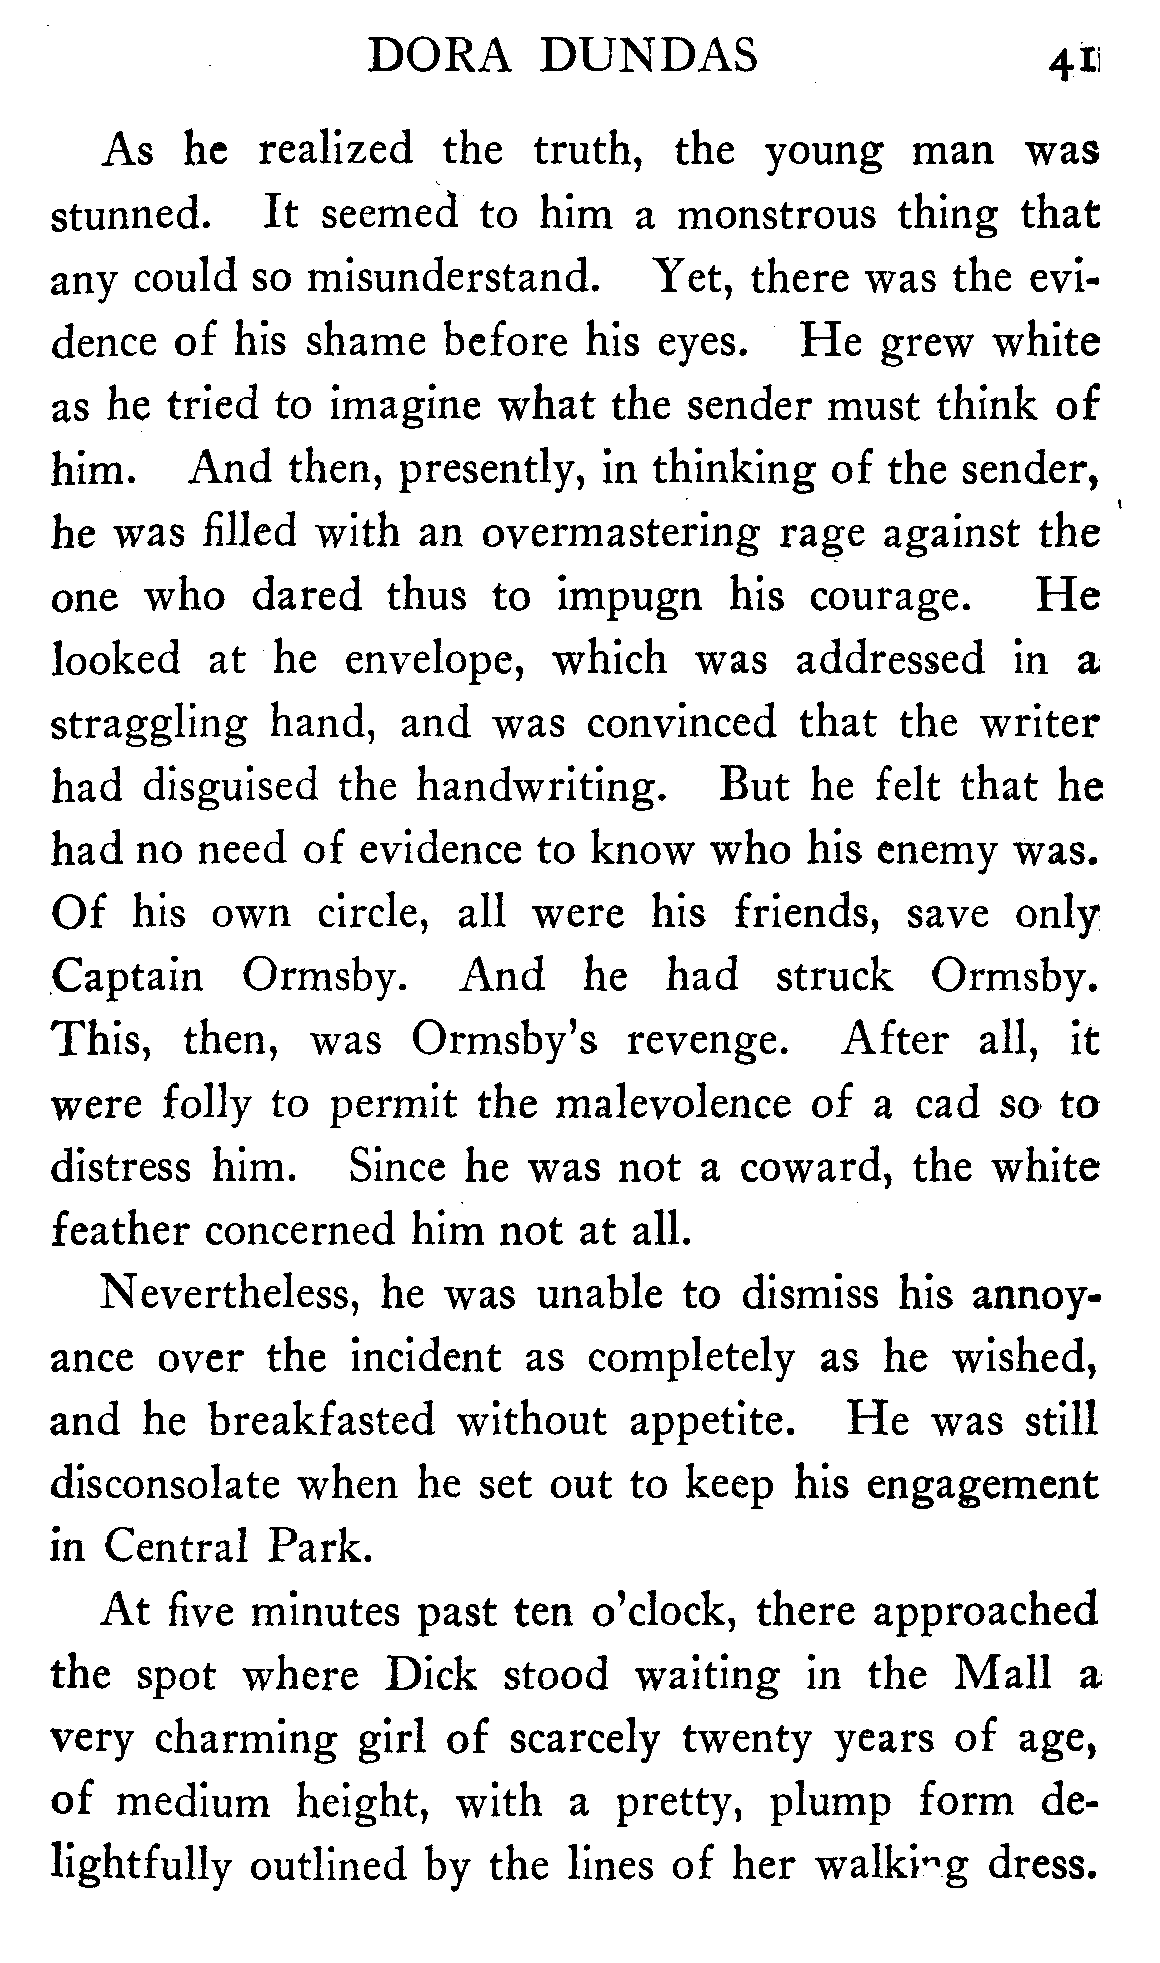 DORA DUNDAS 41
As he realized the truth, the young man was
stunned. It seemed to him a monstrous thing that
any could so misunderstand. Yet, there was the evi-
dence of his shame before his eyes. He grew white
as he tried to imagine what the sender must think of
him. And then, presently, in thinking of the sender,
he was filled with an overmastering rage against the
one who dared thus to impugn his courage. He
looked at he envelope, which was addressed in a
straggling hand, and was convinced that the writer
had disguised the handwriting. But he felt that he
had no need of evidence to know who his enemy was.
Of his own circle, all were his friends, save only
Captain Ormsby. And he had struck Ormsby.
This, then, was Ormsby's revenge. After all, it
were folly to permit the malevolence of a cad so to
distress him. Since he was not a coward, the white
feather concerned him not at all.
Nevertheless, he was unable to dismiss his annoy-
ance over the incident as completely as he wished,
and he breakfasted without appetite. He was still
disconsolate when he set out to keep his engagement
in Central Park.
At five minutes past ten o'clock, there approached
the spot where Dick stood waiting in the Mall a
very charming girl of scarcely twenty years of age,
of medium height, with a pretty, plump form de-
lightfully outlined by the lines of her walking dress.